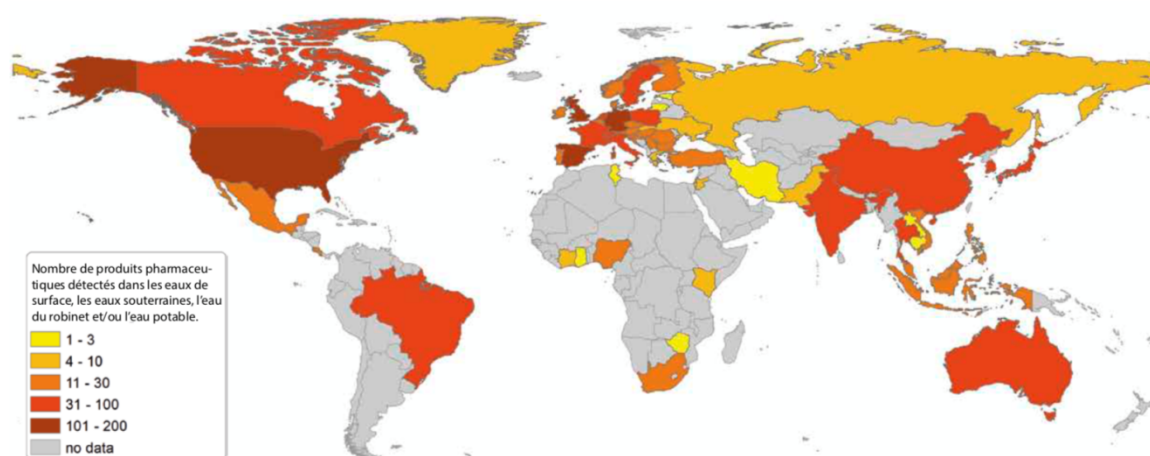 Nombre de produits pharmaceu-
tiques détectés dans les eaux de
surface, les eaux souterraines, l'eau
du robinet et/ou l'eau potable.
1 - 3
4 - 10
11 - 30
31 - 100
101 - 200
no data